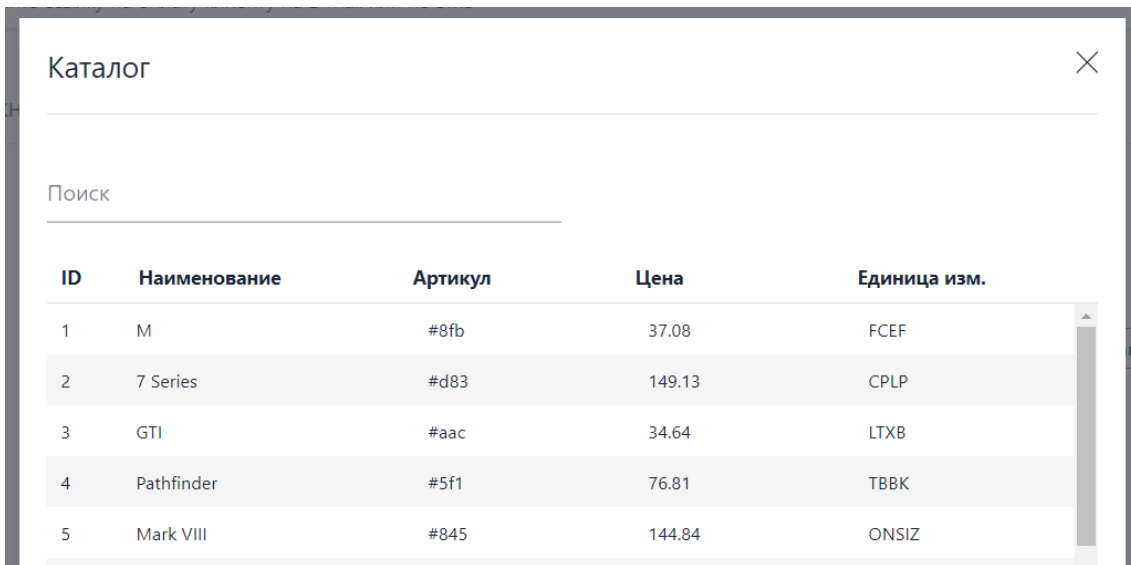 Каталог
Поиск
ID Наименование Артикул Цена Единица изм.
1 M #8fb 37.08 FCEF
2 7 Series #d83 149.13 CPLP
3 GTI #aac 34.64 LTXB
4 Pathfinder #5f1 76.81 TBBK
5 Mark VIII #845 144.84 ONSIZ